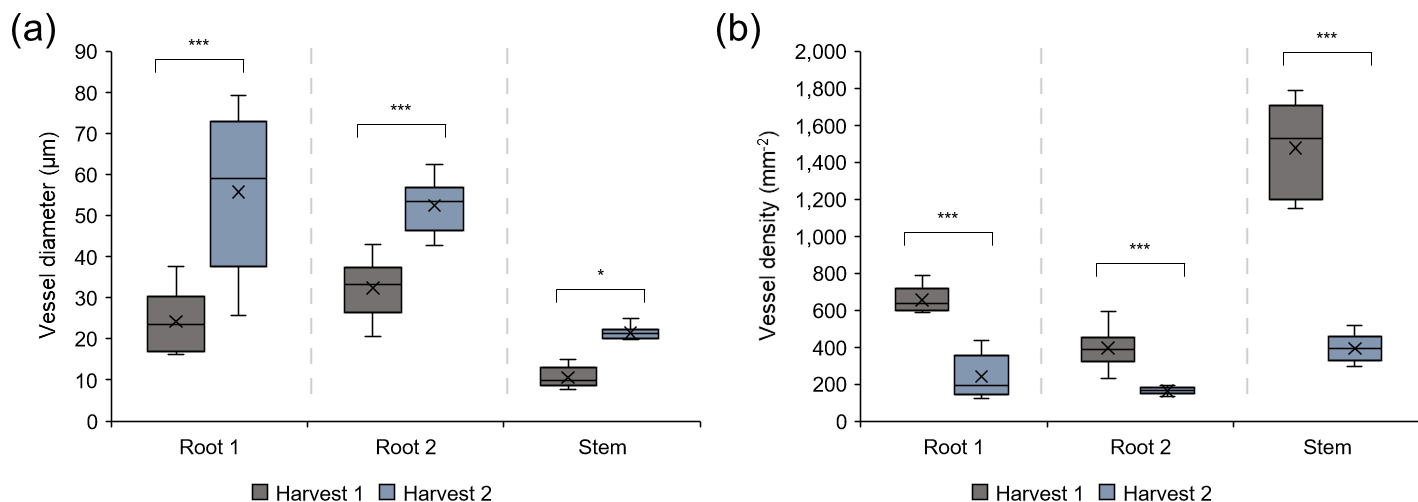 (a)
Vessel diameter (µm)
90
80
70
60
50
40
30
20
10
0
***
***
*
Root 1
Root 2
Stem
Harvest 1
Harvest 2
(b)
Vessel density (mm-2)
2,000
1,800
1,600
1,400
1,200
1,000
800
600
400
200
0
***
***
***
Root 1
Root 2
Stem
Harvest 1
Harvest 2